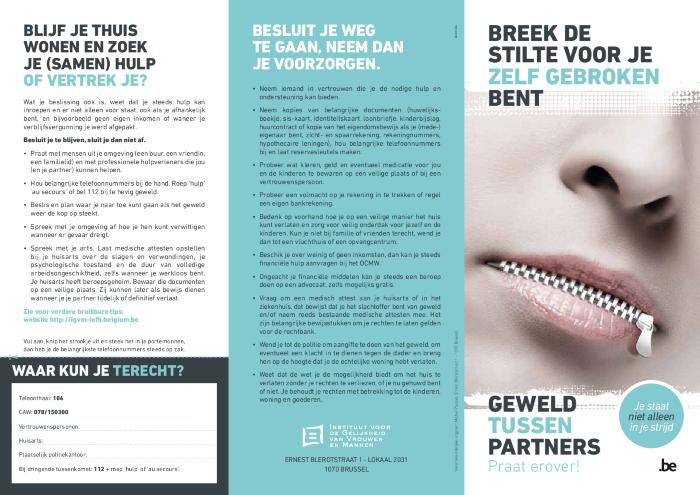 BLIJF JE THUIS
WONEN EN ZOEK
JE (SAMEN) HULP
OF VERTREK JE?
Wat je beslissing ook is, weet dat je steeds hulp kan
inroepen en er niet alleen voor staat, ook als je afhankelijk
bent, en bijvoorbeeld geen eigen inkomen of wanneer je
verblijfsvergunning je werd afgepakt.
Besluit je te blijven, sluit je dan niet af.
• Praat met mensen uit je omgeving (een buur, een vriendin,
een familielid) en met professionele hulpverleners die jou
(en je partner) kunnen helpen.
• Hou belangrijke telefoonnummers bij de hand. Roep 'hulp'
'au secours' of bel 112 bij te hevig geweld.
• Beslis en plan waar je naar toe kunt gaan als het geweld
weer de kop op steekt.
• Spreek met je omgeving af hoe je hen kunt verwittigen
wanneer er gevaar dreigt.
• Spreek met je arts. Laat medische attesten opstellen
bij je huisarts over de slagen en verwondingen, je
psychologische toestand en de duur van volledige
arbeidsongeschiktheid, zelfs wanneer je werkloos bent.
Je huisarts heeft beroepsgeheim. Bewaar die documenten
op een veilige plaats. Zij kunnen later als bewijs dienen
wanneer je je partner tijdelijk of definitief verlaat.
Zie voor verdere bruikbare tips:
website http://igvm-iefh.belgium.be
Vul aan, knip het strookje uit en steek het in je portemonnee,
dan heb je de belangrijkste telefoonnummers steeds op zak.
WAAR KUN JE TERECHT?
Teleonthaal: 106
CAW: 078/150300
Vertrouwenspersonen:
Huisarts:
Plaatselijk politiekantoor:
Bij dringende tussenkomst: 112 + roep 'hulp' of 'au secours'.
BESLUIT JE WEG
TE GAAN, NEEM DAN
JE VOORZORGEN.
• Neem iemand in vertrouwen die je de nodige hulp en
ondersteuning kan bieden.
• Neem kopies van belangrijke documenten (huwelijks-
boekje, sis-kaart, identiteitskaart, loonbriefje, kinderbijslag,
huurcontract of kopie van het eigendomsbewijs als je (mede-)
eigenaar bent, zicht- en spaarrekening, rekeningnummers,
hypothecaire leningen), hou belangrijke telefoonnummers
bij en laat reservesleutels maken.
• Probeer wat kleren, geld en eventueel medicatie voor jou
en de kinderen te bewaren op een veilige plaats of bij een
vertrouwenspersoon.
• Probeer een volmacht op je rekening in te trekken of regel
een eigen bankrekening.
• Bedenk op voorhand hoe je op een veilige manier het huis
kunt verlaten en zorg voor veilig onderdak voor jezelf en de
kinderen. Kun je niet bij familie of vrienden terecht, wend je
dan tot een vluchthuis of een opvangcentrum.
• Beschik je over weinig of geen inkomsten, dan kan je steeds
financiële hulp aanvragen bij het OCMW.
• Ongeacht je financiële middelen kan je steeds een beroep
doen op een advocaat, zelfs mogelijks gratis.
• Vraag om een medisch attest aan je huisarts of in het
ziekenhuis, dat bewijst dat je het slachtoffer bent van geweld
en/of neem reeds bestaande medische attesten mee. Het
zijn belangrijke bewijsstukken om je rechten te laten gelden
voor de rechtbank.
• Wend je tot de politie om aangifte te doen van het geweld, om
eventueel een klacht in te dienen tegen de dader en breng
hen op de hoogte dat je de echtelijke woning hebt verlaten.
• Weet dat de wet je de mogelijkheid biedt om het huis te
verlaten zonder je rechten te verliezen, of je nu gehuwd bent
of niet. Je behoudt je rechten met betrekking tot de kinderen,
woning en goederen.
INSTITUUT VOOR
DE GELIJKHEID
VAN VROUWEN
EN MANNEN
ERNEST BLEROTSTRAAT 1 - LOKAAL 2031
1070 BRUSSEL
BREEK DE
STILTE VOOR JE
ZELF GEBROKEN
BENT
GEWELD
TUSSEN
PARTNERS
Praat erover!
Je staat
niet alleen
in je strijd
.be